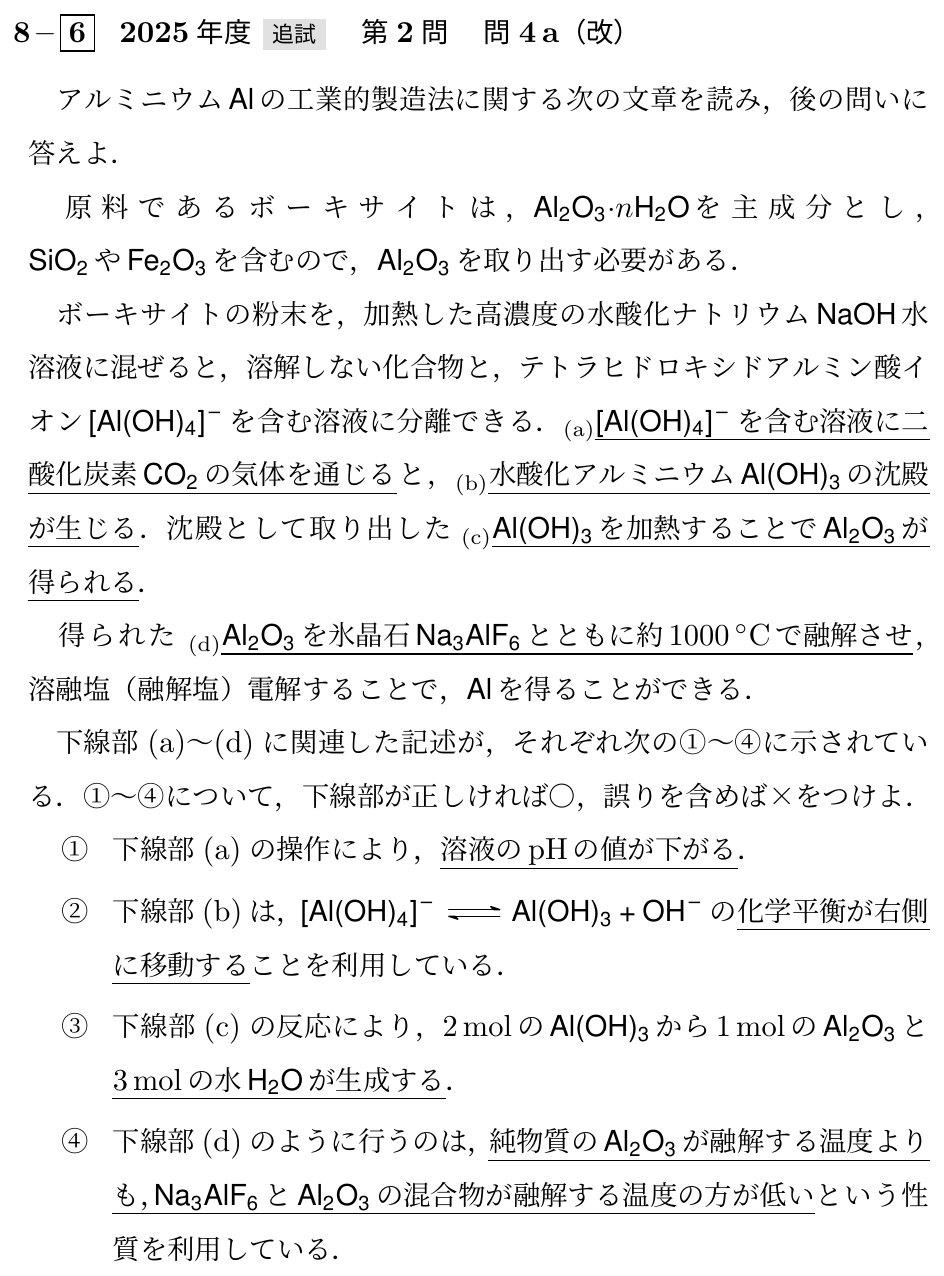 8－6 2025年度 追試 第2問 問4a（改）
アルミニウムAlの工業的製造法に関する次の文章を読み，後の問いに
答えよ．
原料であるボーキサイトは，Al₂O₃·nH₂Oを主成分とし，
SiO₂やFe₂O₃を含むので，Al₂O₃を取り出す必要がある．
ボーキサイトの粉末を，加熱した高濃度の水酸化ナトリウムNaOH水
溶液に混ぜると，溶解しない化合物と，テトラヒドロキシドアルミン酸イ
オン[Al(OH)₄]⁻を含む溶液に分離できる．(a)[Al(OH)₄]⁻を含む溶液に二
酸化炭素CO₂の気体を通じると，(b)水酸化アルミニウムAl(OH)₃の沈殿
が生じる．沈殿として取り出した(c)Al(OH)₃を加熱することでAl₂O₃が
得られる．
得られた(d)Al₂O₃を氷晶石Na₃AlF₆とともに約1000℃で融解させ，
溶融塩（融解塩）電解することで，Alを得ることができる．
下線部(a)～(d)に関連した記述が，それぞれ次の①～④に示されてい
る．①～④について，下線部が正しければ○，誤りを含めば×をつけよ．
① 下線部(a)の操作により，溶液のpHの値が下がる．
② 下線部(b)は，[Al(OH)₄]⁻ ⇌ Al(OH)₃ + OH⁻の化学平衡が右側
に移動することを利用している．
③ 下線部(c)の反応により，2molのAl(OH)₃から1molのAl₂O₃と
3molの水H₂Oが生成する．
④ 下線部(d)のように行うのは，純物質のAl₂O₃が融解する温度より
も，Na₃AlF₆とAl₂O₃の混合物が融解する温度の方が低いという性
質を利用している．